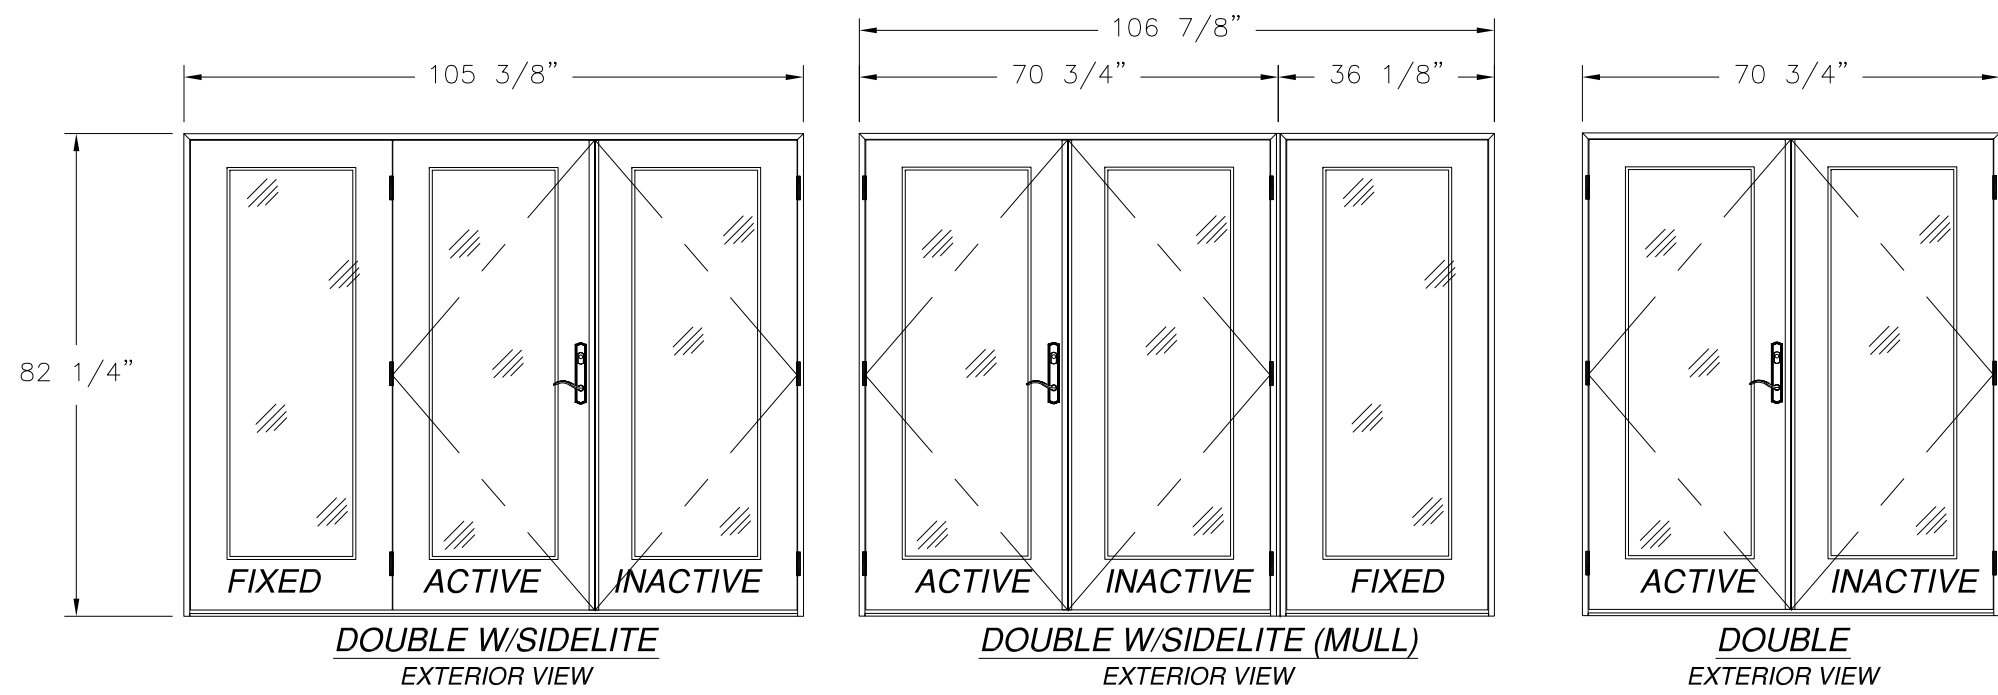 106 7/8”
105 3/8”
70 3/4”
36 1/8”
70 3/4”
82 1/4”
FIXED
ACTIVE
INACTIVE
ACTIVE
INACTIVE
FIXED
ACTIVE
INACTIVE
DOUBLE W/SIDELITE
EXTERIOR VIEW
DOUBLE W/SIDELITE (MULL)
EXTERIOR VIEW
DOUBLE
EXTERIOR VIEW